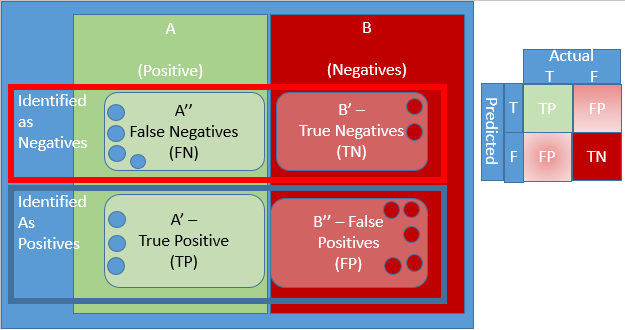 A
(Positive)
B
(Negatives)
Identified
as
Negatives
A’’
False Negatives
(FN)
B’ –
True Negatives
(TN)
Identified
As
Positives
A’ –
True Positive
(TP)
B’’ – False
Positives
(FP)
Actual
T F
Predicted
T TP FP
F FP TN